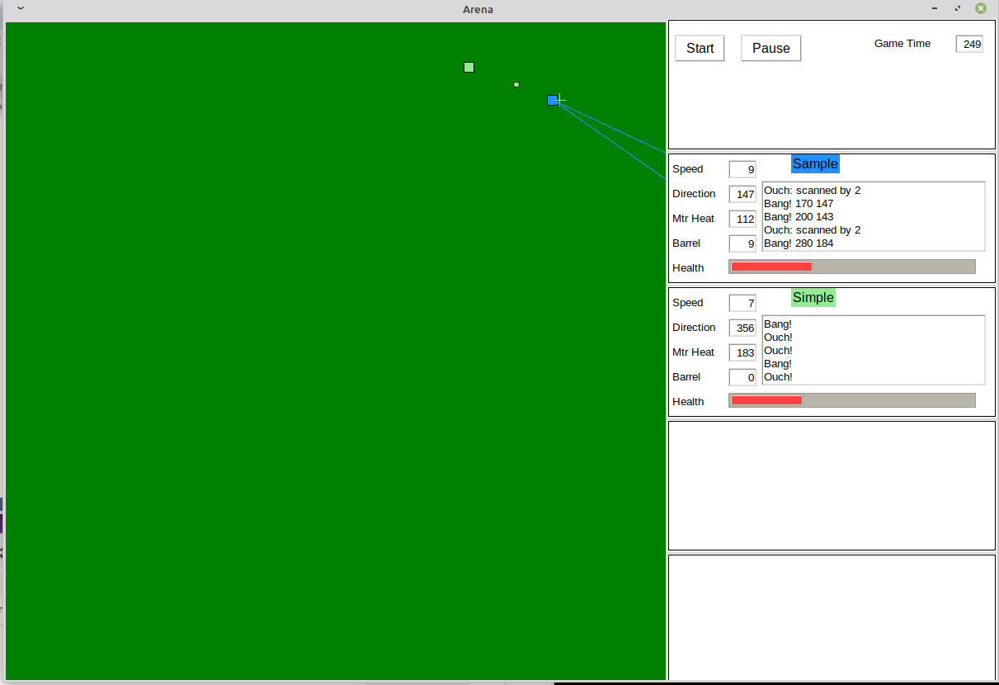 Arena
Start Pause Game Time 249
Sample
Speed 9
Direction 147
Mtr Heat 112
Barrel 9
Health
Ouch: scanned by 2
Bang! 170 147
Bang! 200 143
Ouch: scanned by 2
Bang! 280 184
Simple
Speed 7
Direction 356
Mtr Heat 183
Barrel 0
Health
Bang!
Ouch!
Ouch!
Bang!
Ouch!